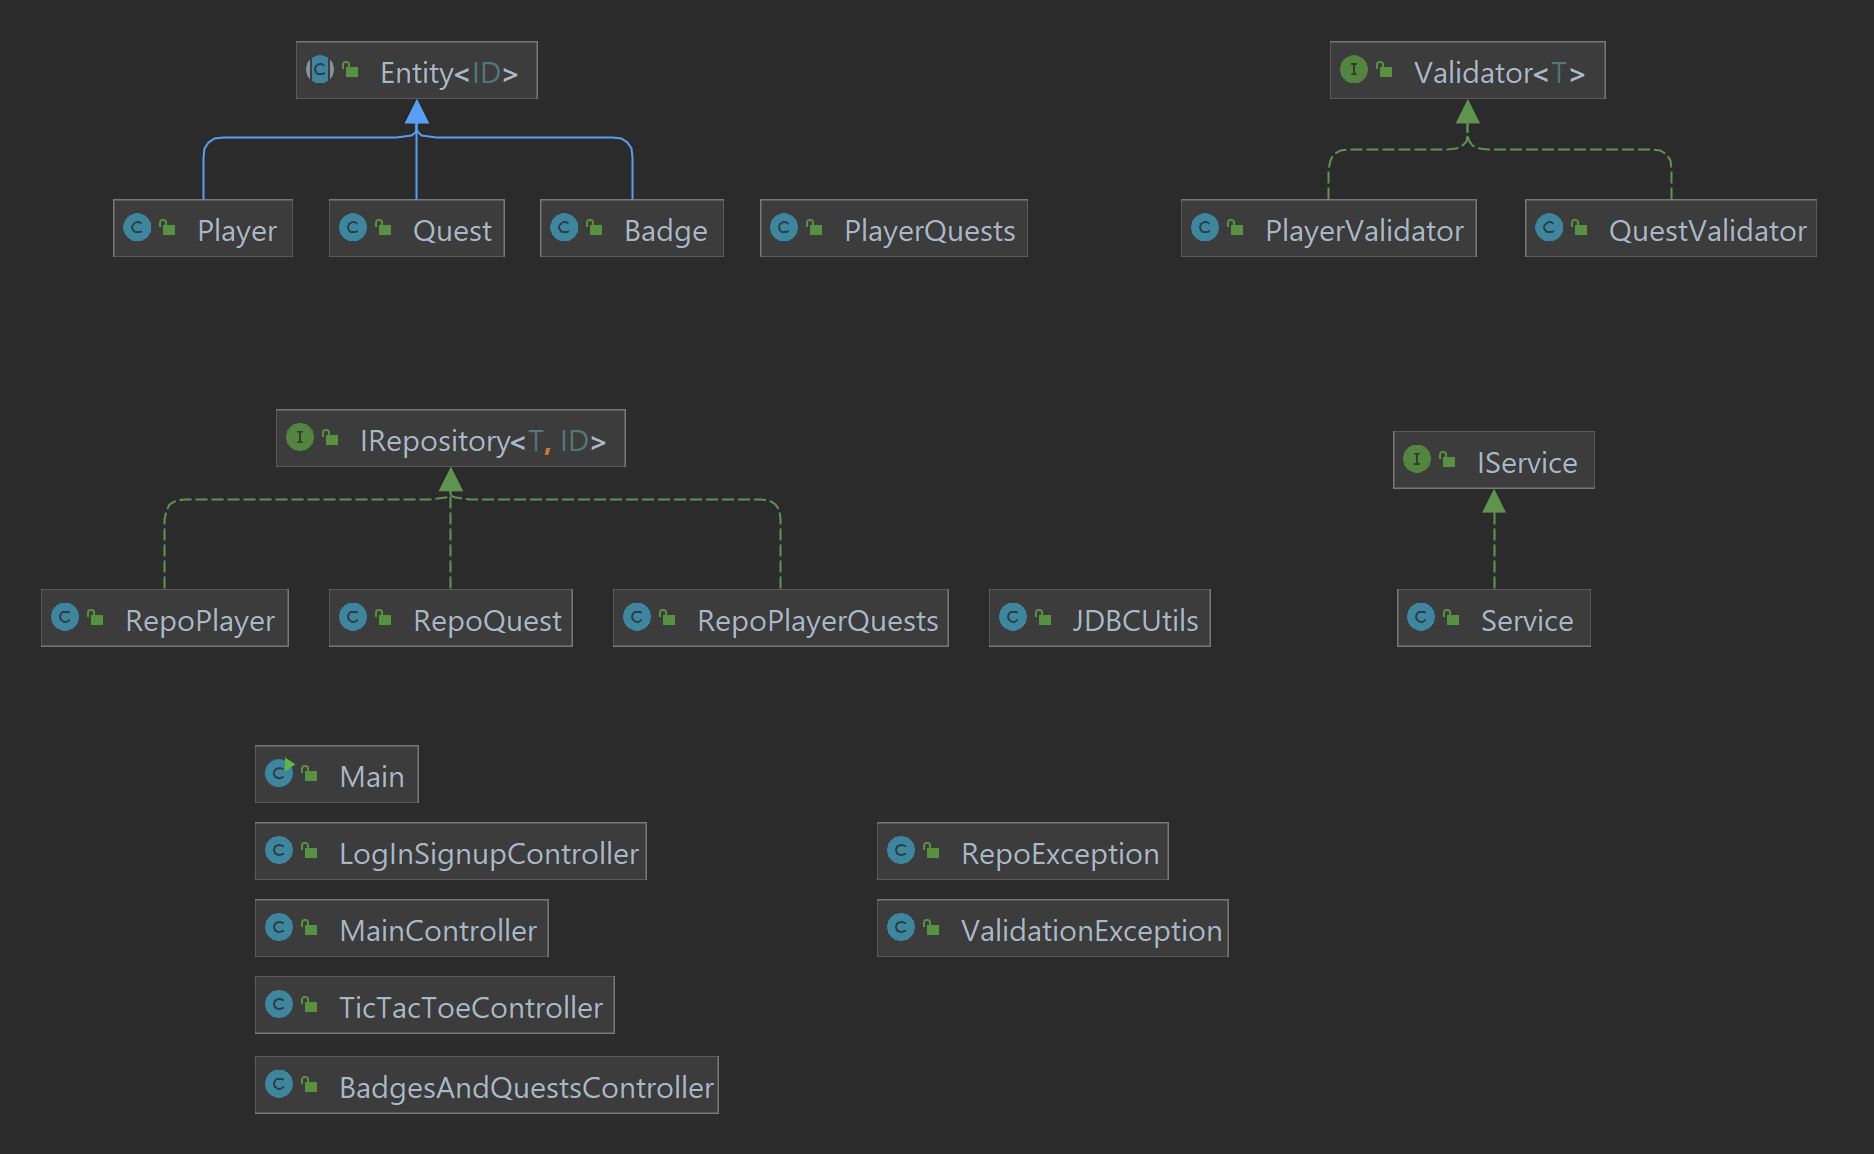 Entity<ID>
Validator<T>
Player
Quest
Badge
PlayerQuests
PlayerValidator
QuestValidator
IRepository<T, ID>
IService
RepoPlayer
RepoQuest
RepoPlayerQuests
JDBCUtils
Service
Main
LogInSignupController
RepoException
MainController
ValidationException
TicTacToeController
BadgesAndQuestsController